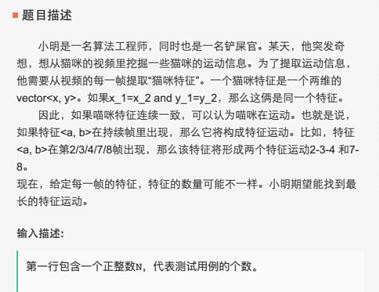 题目描述
小明是一名算法工程师，同时也是一名铲屎官。某天，他突发奇
想，想从猫咪的视频里挖掘一些猫咪的运动信息。为了提取运动信息，
他需要从视频的每一帧提取“猫咪特征”。一个猫咪特征是一个两维的
vector<x, y>。如果x_1=x_2 and y_1=y_2，那么这俩是同一个特征。
因此，如果喵咪特征连续一致，可以认为喵咪在运动。也就是说，
如果特征<a, b>在持续帧里出现，那么它将构成特征运动。比如，特征
<a, b>在第2/3/4/7/8帧出现，那么该特征将形成两个特征运动2-3-4 和7-
8。
现在，给定每一帧的特征，特征的数量可能不一样。小明期望能找到最
长的特征运动。
输入描述:
第一行包含一个正整数N，代表测试用例的个数。